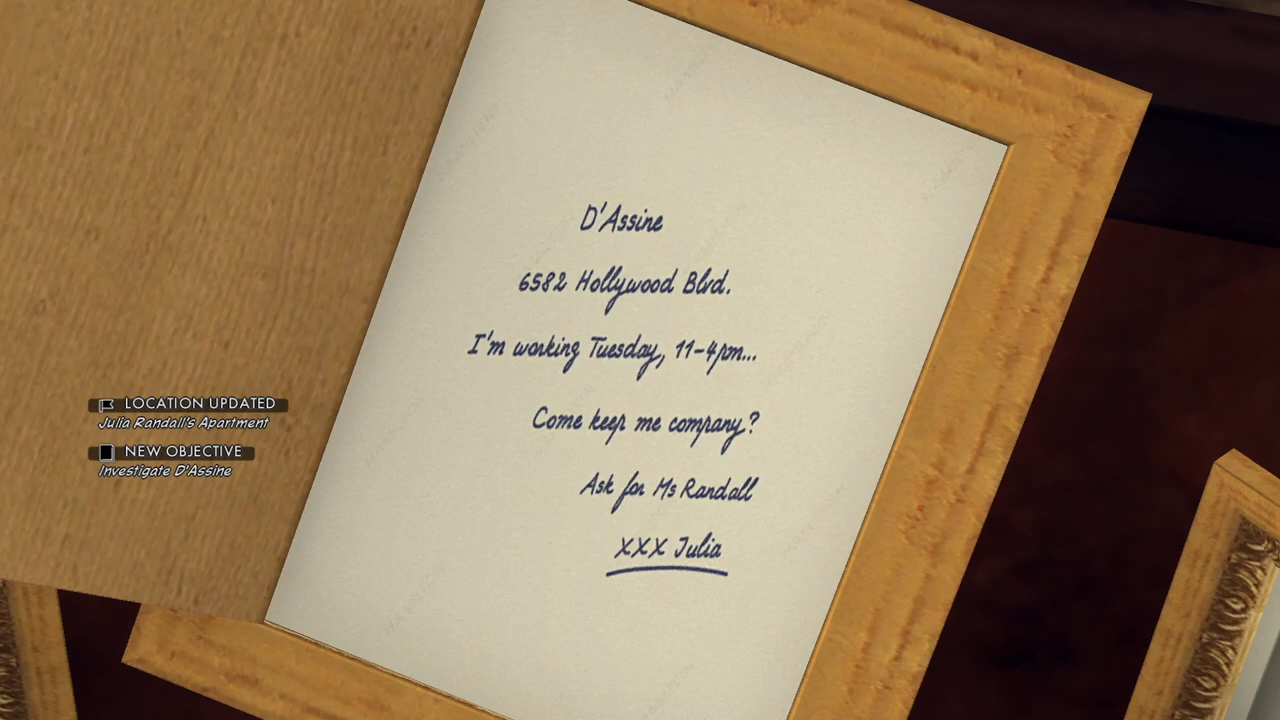 D'Assine
6582 Hollywood Blvd.
I'm working Tuesday, 11-4pm...
Come keep me company?
Ask for Ms Randall
XXX Julia
LOCATION UPDATED
Julia Randall's Apartment
NEW OBJECTIVE
Investigate D'Assine